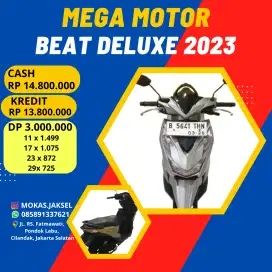 MEGA MOTOR
BEAT DELUXE 2023
CASH
RP 14.800.000
KREDIT
RP 13.800.000
DP 3.000.000
11 x 1.499
17 x 1.075
23 x 872
29x 725
B 5641 THN
MOKAS.JAKSEL
085891337621
JL. RS. Fatmawati,
Pondok Labu,
Cilandak, Jakarta Selatan